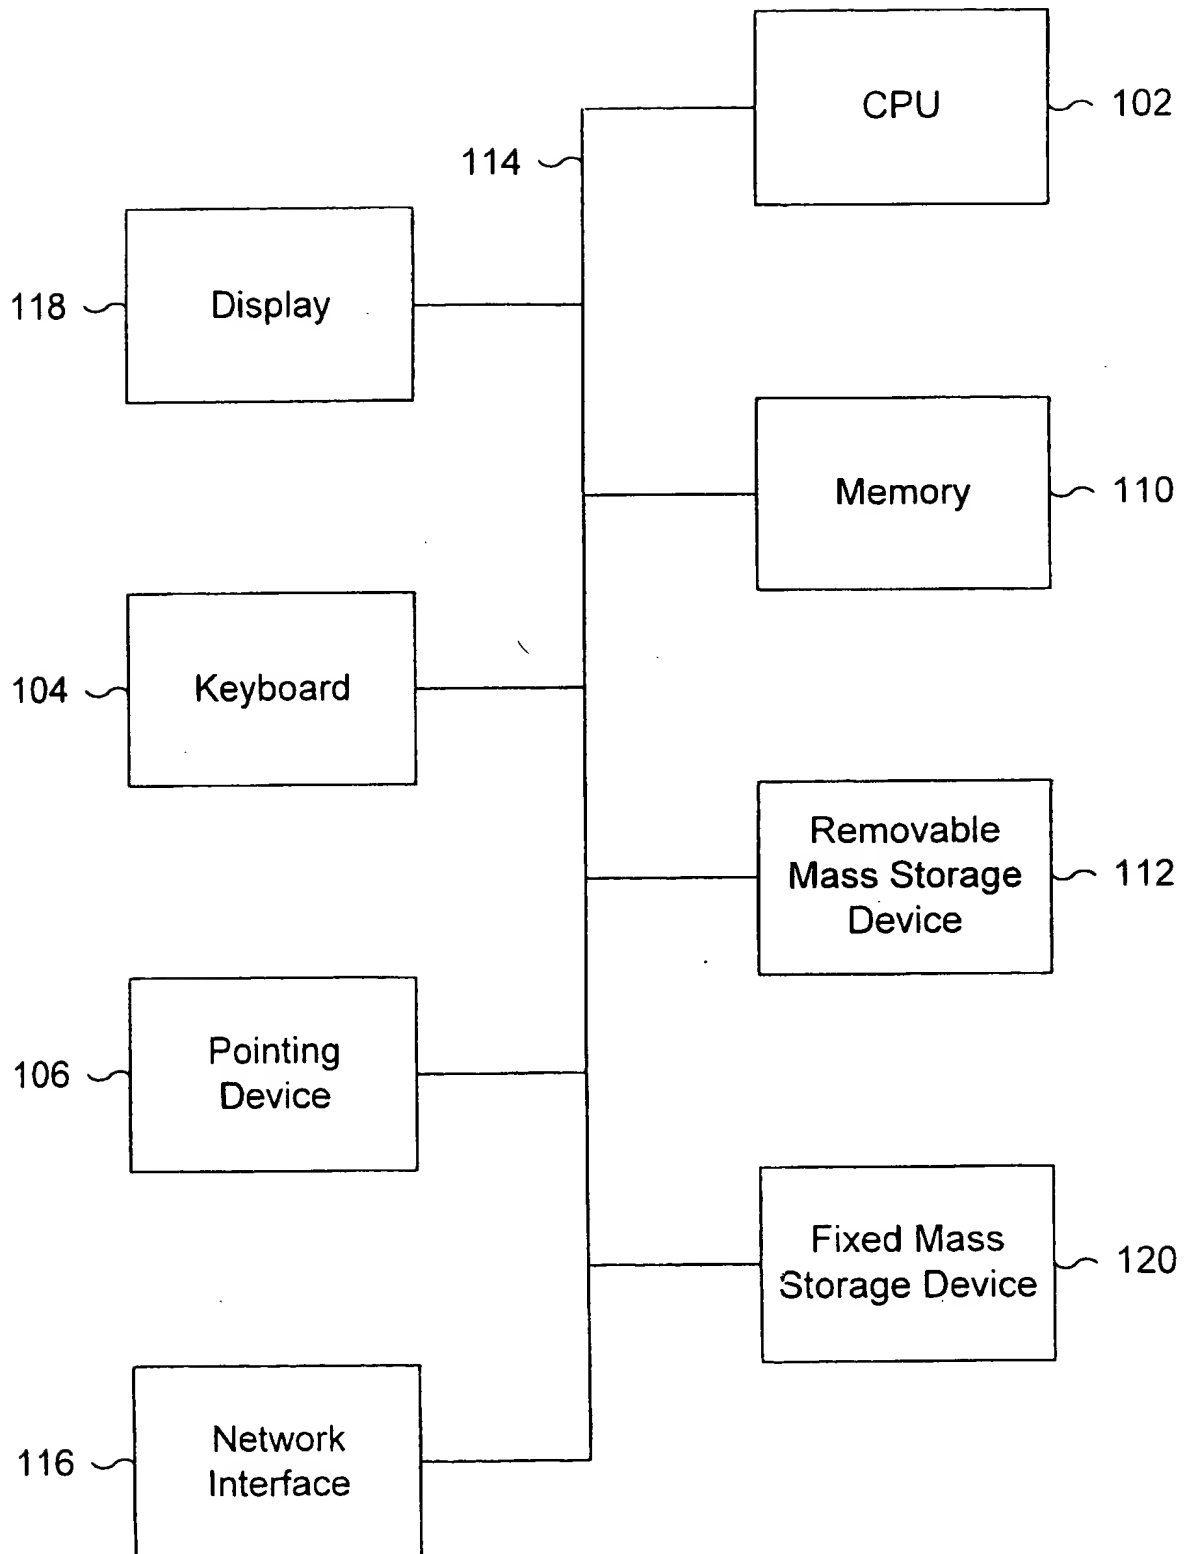 CPU
102
114
118
Display
Memory
110
104
Keyboard
Removable
Mass Storage
Device
112
106
Pointing
Device
Fixed Mass
Storage Device
120
116
Network
Interface